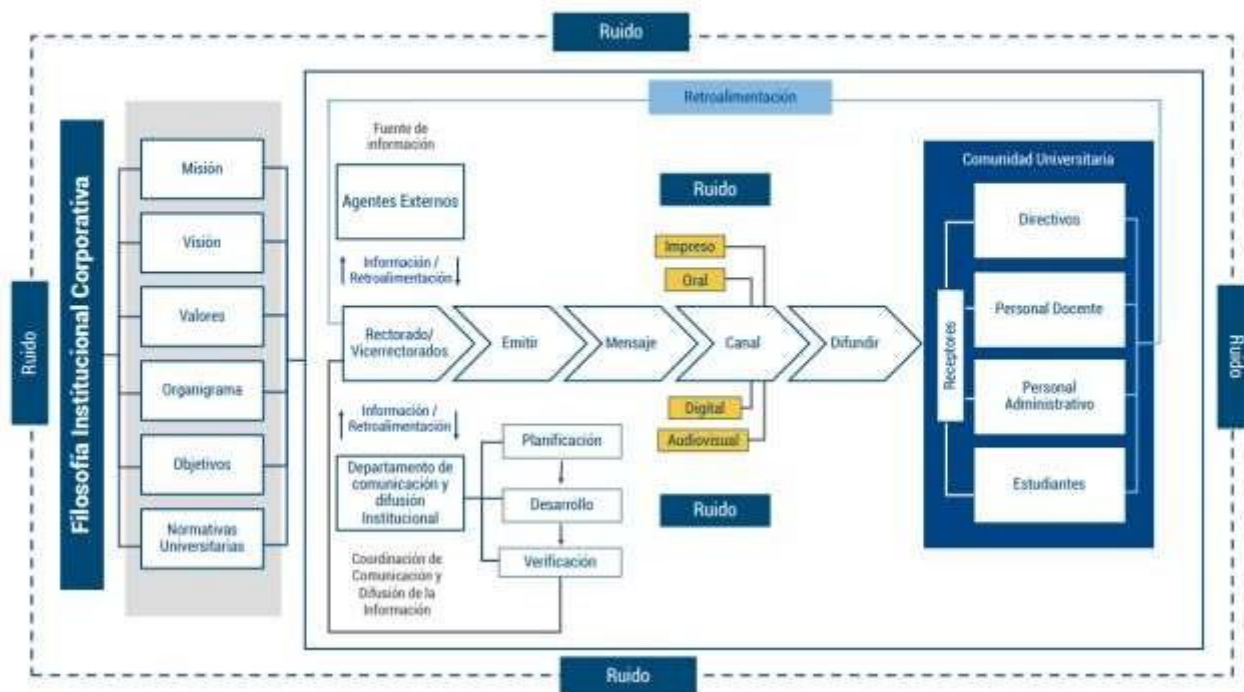 Ruido
Retroalimentación
Filosofía Institucional Corporativa
Misión
Visión
Valores
Organigrama
Objetivos
Normativas
Universitarias
Ruido
Fuente de
información
Agentes Externos
Información /
Retroalimentación
Rectorado/
Vicerrectorados
Emitir
Mensaje
Canal
Difundir
Ruido
Impreso
Oral
Digital
Audiovisual
Ruido
Información /
Retroalimentación
Departamento de
comunicación y
difusión
Institucional
Coordinación de
Comunicación y
Difusión de la
Información
Planificación
Desarrollo
Verificación
Comunidad Universitaria
Receptores
Directivos
Personal Docente
Personal
Administrativo
Estudiantes
Ruido
Ruido